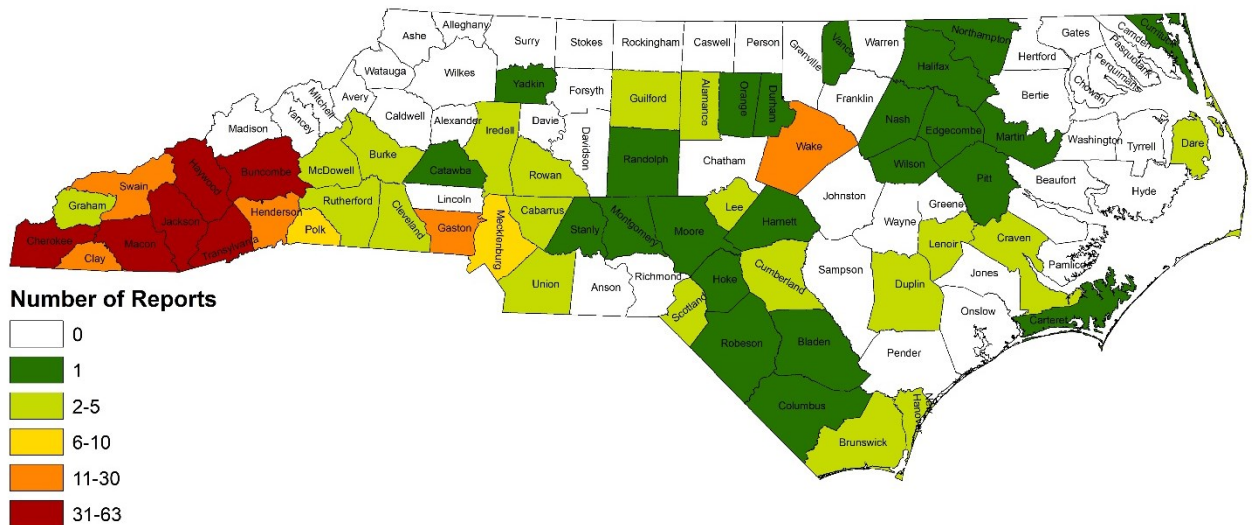 Alleghany
Ashe
Surry
Stokes
Rockingham
Caswell
Person
Granville
Vance
Warren
Northampton
Gates
Camden
Currituck
Pasquotank
Perquimans
Chowan
Hertford
Halifax
Watauga
Wilkes
Yadkin
Forsyth
Guilford
Alamance
Orange
Durham
Franklin
Bertie
Mitchell
Avery
Yancey
Madison
Caldwell
Alexander
Iredell
Davie
Davidson
Randolph
Chatham
Wake
Nash
Edgecombe
Martin
Washington
Tyrrell
Dare
Haywood
Buncombe
McDowell
Burke
Catawba
Rowan
Wilson
Pitt
Beaufort
Hyde
Swain
Graham
Jackson
Henderson
Rutherford
Cleveland
Lincoln
Cabarrus
Lee
Harnett
Johnston
Wayne
Greene
Cherokee
Macon
Transylvania
Clay
Polk
Gaston
Mecklenburg
Stanly
Montgomery
Moore
Lenoir
Craven
Pamlico
Jones
Union
Anson
Richmond
Scotland
Hoke
Cumberland
Sampson
Duplin
Onslow
Carteret
Robeson
Bladen
Pender
Columbus
Brunswick
New
Hanover
Number of Reports
0
1
2-5
6-10
11-30
31-63